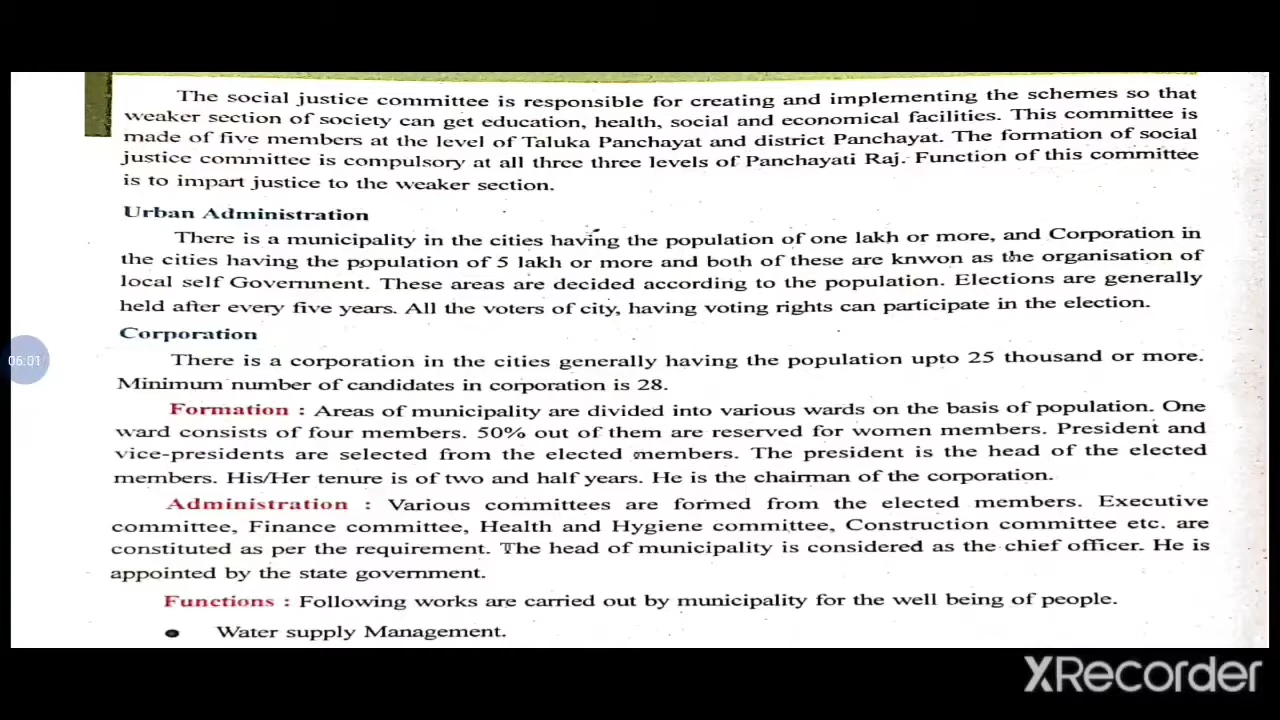 The social justice committee is responsible for creating and implementing the schemes so that
weaker section of society can get education, health, social and economical facilities. This committee is
made of five members at the level of Taluka Panchayat and district Panchayat. The formation of social
justice committee is compulsory at all three three levels of Panchayati Raj. Function of this committee
is to impart justice to the weaker section.
Urban Administration
There is a municipality in the cities having the population of one lakh or more, and Corporation in
the cities having the population of 5 lakh or more and both of these are knwon as the organisation of
local self Government. These areas are decided according to the population. Elections are generally
held after every five years. All the voters of city, having voting rights can participate in the election.
Corporation
06:01
There is a corporation in the cities generally having the population upto 25 thousand or more.
Minimum number of candidates in corporation is 28.
Formation : Areas of municipality are divided into various wards on the basis of population. One
ward consists of four members. 50% out of them are reserved for women members. President and
vice-presidents are selected from the elected members. The president is the head of the elected
members. His/Her tenure is of two and half years. He is the chairman of the corporation.
Administration : Various committees are formed from the elected members. Executive
committee, Finance committee, Health and Hygiene committee, Construction committee etc. are
constituted as per the requirement. The head of municipality is considered as the chief officer. He is
appointed by the state government.
Functions : Following works are carried out by municipality for the well being of people.
● Water supply Management.
XRecorder